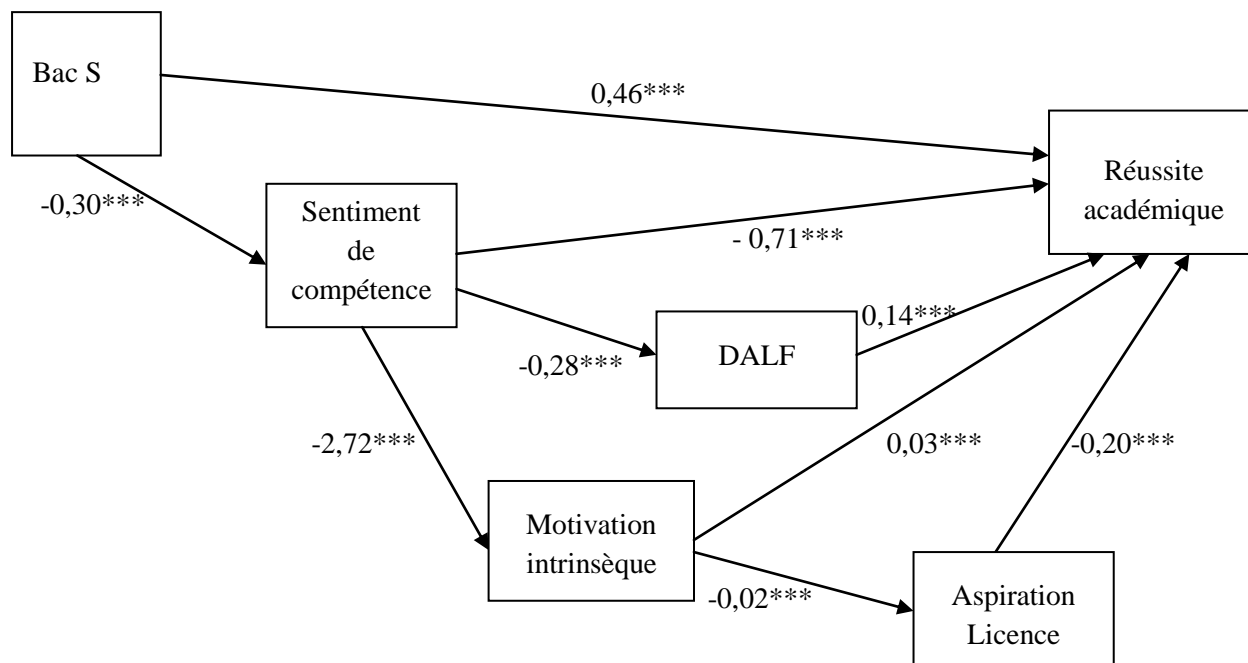 Bac S
0,46***
Réussite
académique
-0,30***
Sentiment
de
compétence
- 0,71***
0,14***
DALF
-0,28***
-2,72***
0,03***
-0,20***
Motivation
intrinsèque
-0,02***
Aspiration
Licence